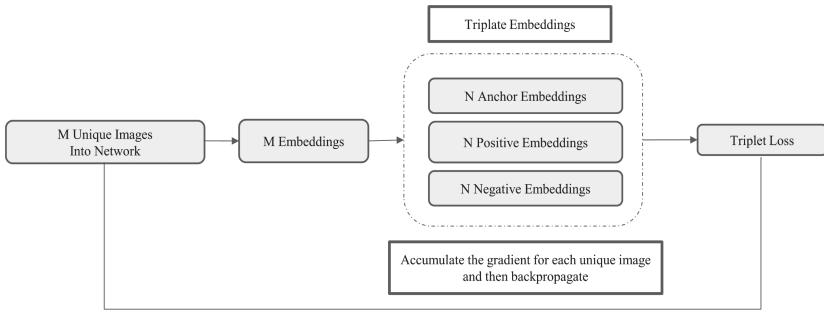 Triplate Embeddings
M Unique Images
Into Network
M Embeddings
N Anchor Embeddings
N Positive Embeddings
N Negative Embeddings
Triplet Loss
Accumulate the gradient for each unique image
and then backpropagate